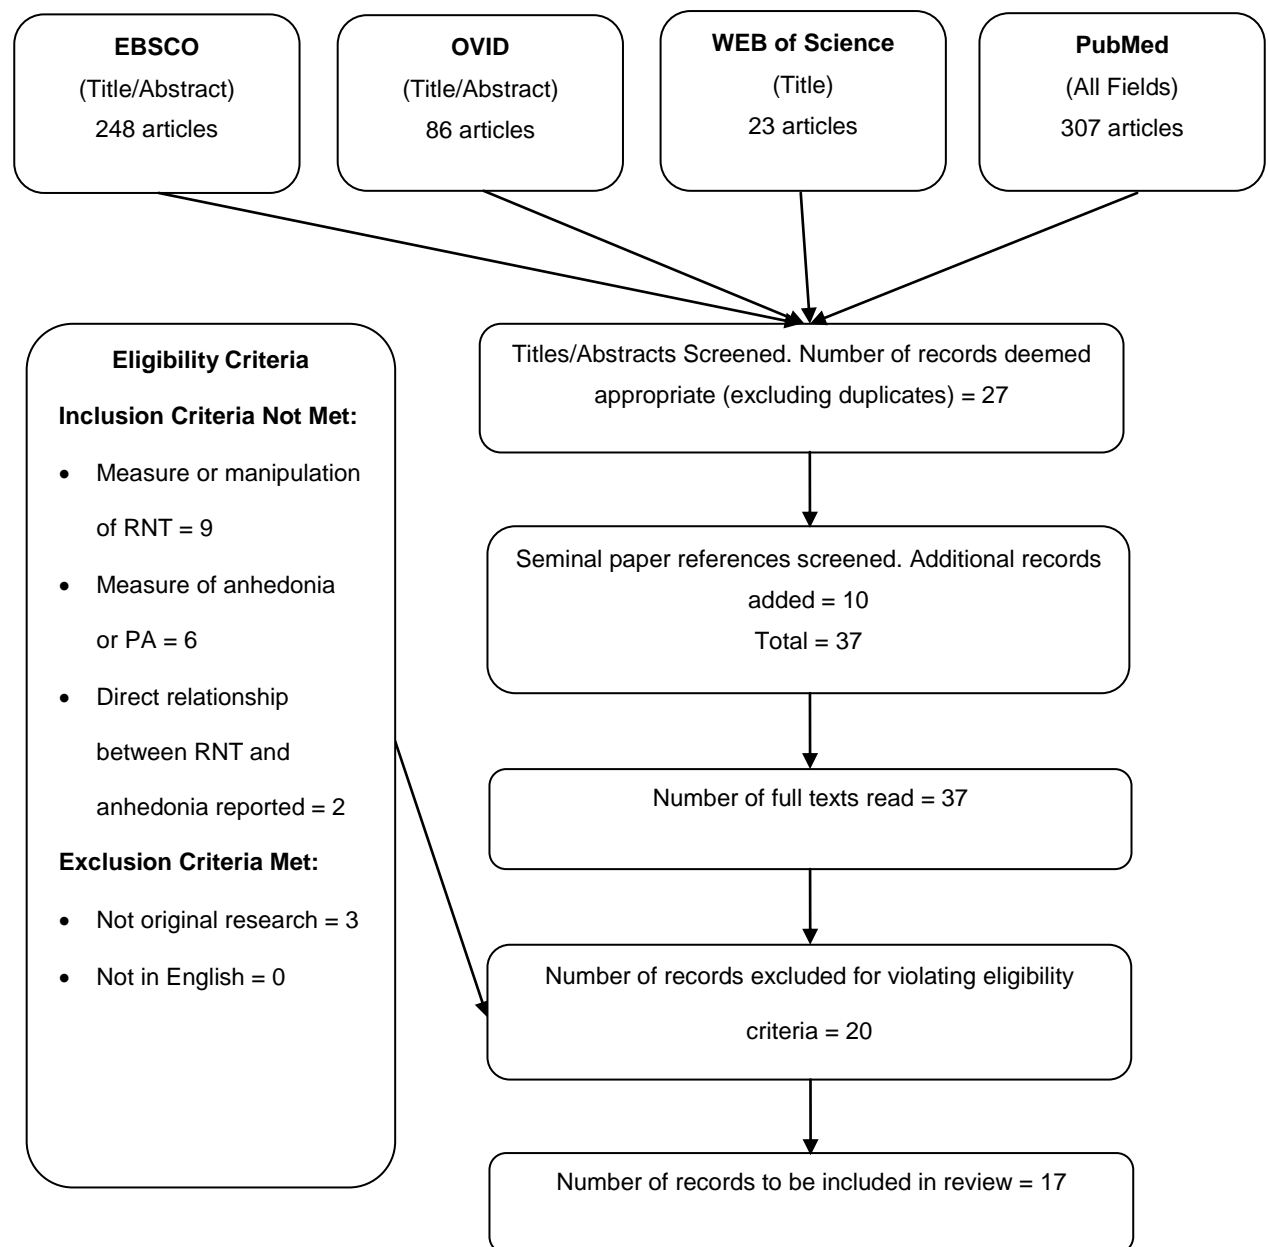 EBSCO
(Title/Abstract)
248 articles
OVID
(Title/Abstract)
86 articles
WEB of Science
(Title)
23 articles
PubMed
(All Fields)
307 articles
Titles/Abstracts Screened. Number of records deemed
appropriate (excluding duplicates) = 27
Seminal paper references screened. Additional records
added = 10
Total = 37
Number of full texts read = 37
Eligibility Criteria
Inclusion Criteria Not Met:
• Measure or manipulation
of RNT = 9
• Measure of anhedonia
or PA = 6
• Direct relationship
between RNT and
anhedonia reported = 2
Exclusion Criteria Met:
• Not original research = 3
• Not in English = 0
Number of records excluded for violating eligibility
criteria = 20
Number of records to be included in review = 17